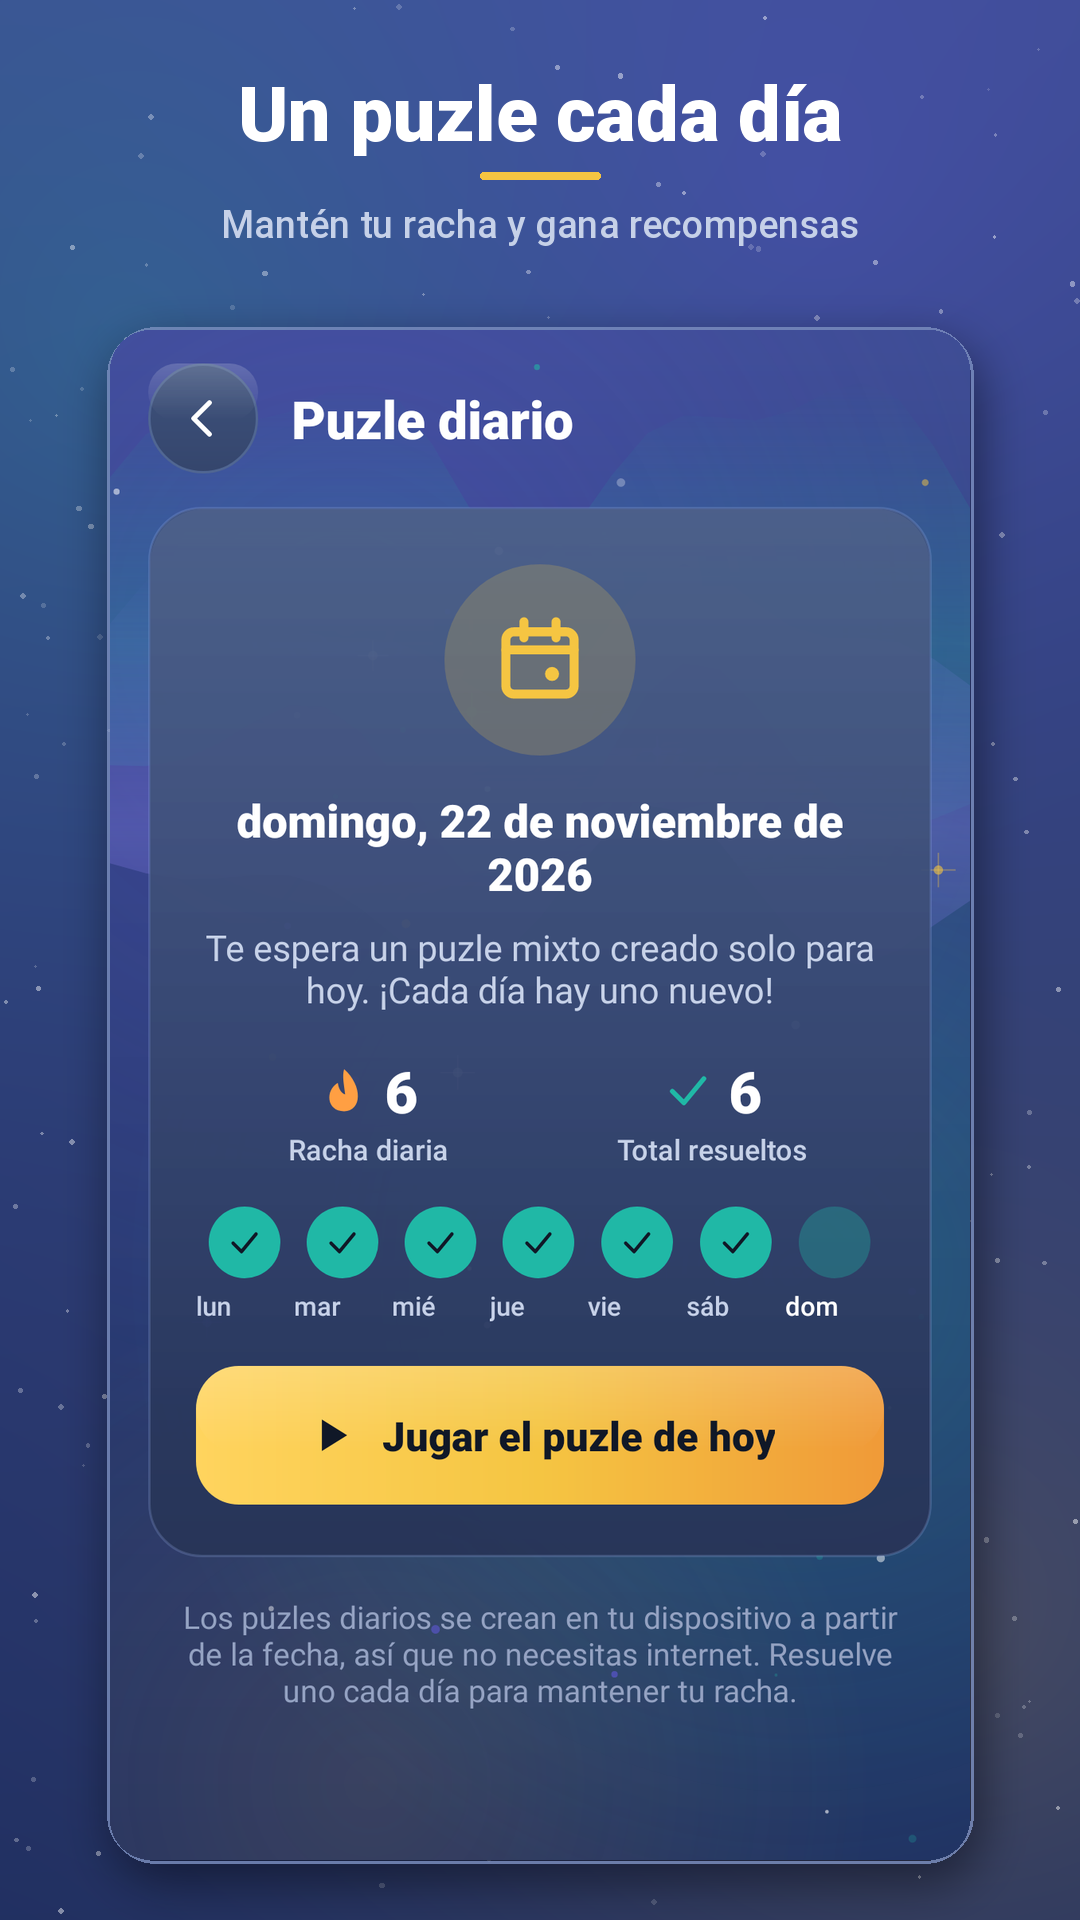 Un puzle cada día
Mantén tu racha y gana recompensas
Puzle diario
domingo, 22 de noviembre de
2026
Te espera un puzle mixto creado solo para
hoy. ¡Cada día hay uno nuevo!
6 6
Racha diaria Total resueltos
lun mar mié jue vie sáb dom
Jugar el puzle de hoy
Los puzles diarios se crean en tu dispositivo a partir
de la fecha, así que no necesitas internet. Resuelve
uno cada día para mantener tu racha.